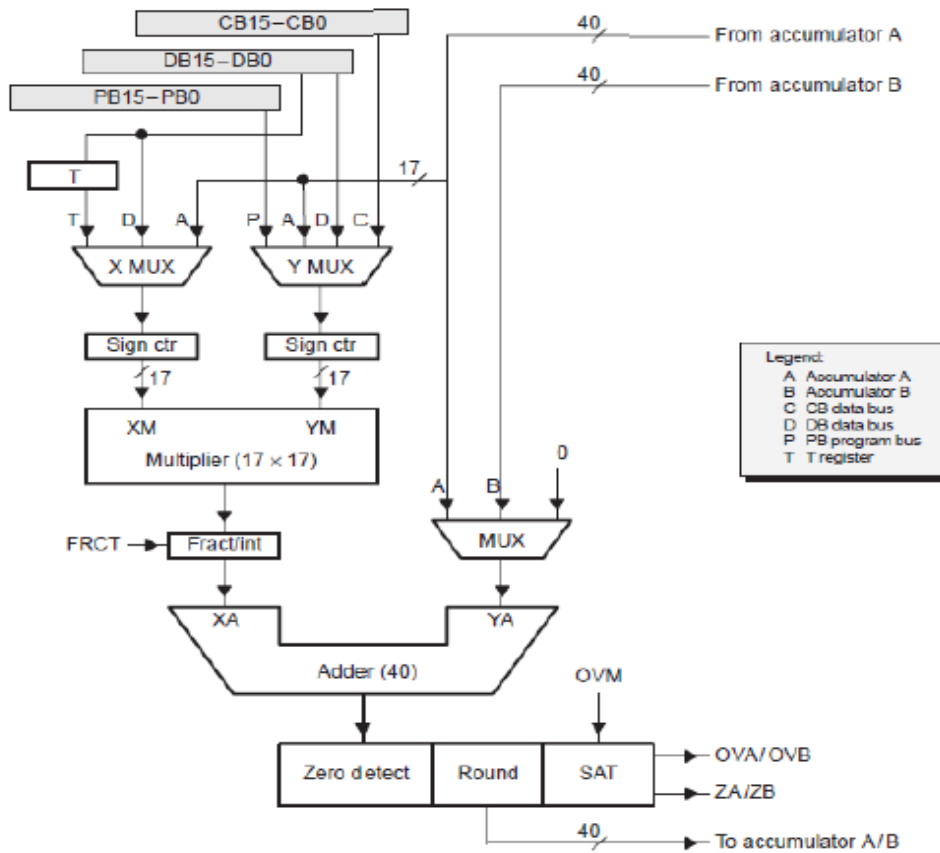 CB15–CB0
40
From accumulator A
DB15–DB0
40
From accumulator B
PB15–PB0
17
T
T D A P A D C
X MUX Y MUX
Sign ctr Sign ctr
17 17
XM YM
Multiplier (17 × 17)
Legend:
A Accumulator A
B Accumulator B
C CB data bus
D DB data bus
P PB program bus
T T register
A B 0
MUX
FRCT Fract/int
XA YA
Adder (40)
OVM
Zero detect Round SAT
OVA/OVB
ZA/ZB
40
To accumulator A/B